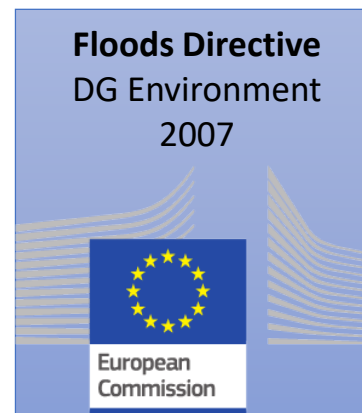 Floods Directive
DG Environment
2007
European
Commission